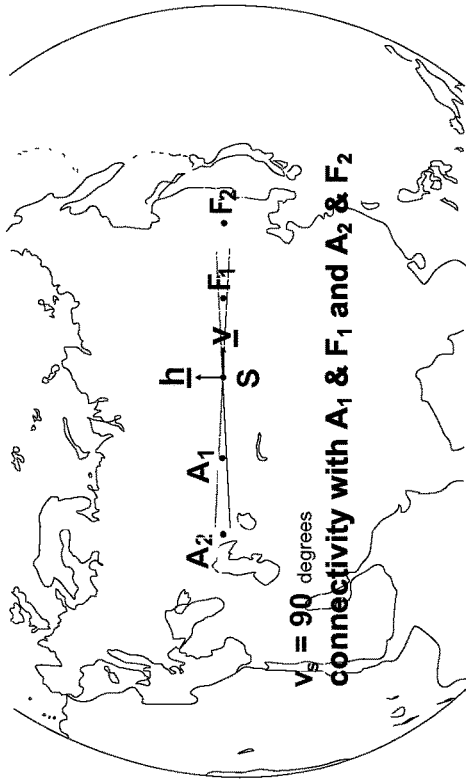 h
A₂ A₁ S v F₁ F₂
vₛ = 90 degrees
connectivity with A₁ & F₁ and A₂ & F₂